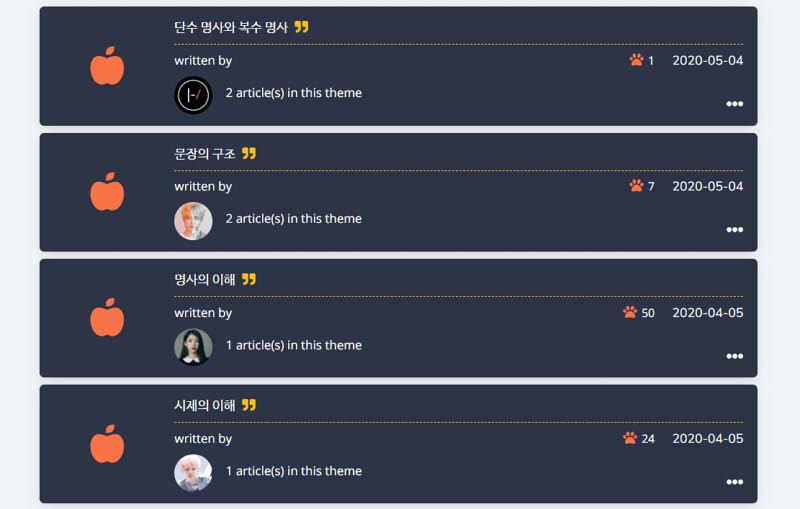 단수 명사와 복수 명사
written by
1 2020-05-04
2 article(s) in this theme
문장의 구조
written by
7 2020-05-04
2 article(s) in this theme
명사의 이해
written by
50 2020-04-05
1 article(s) in this theme
시제의 이해
written by
24 2020-04-05
1 article(s) in this theme